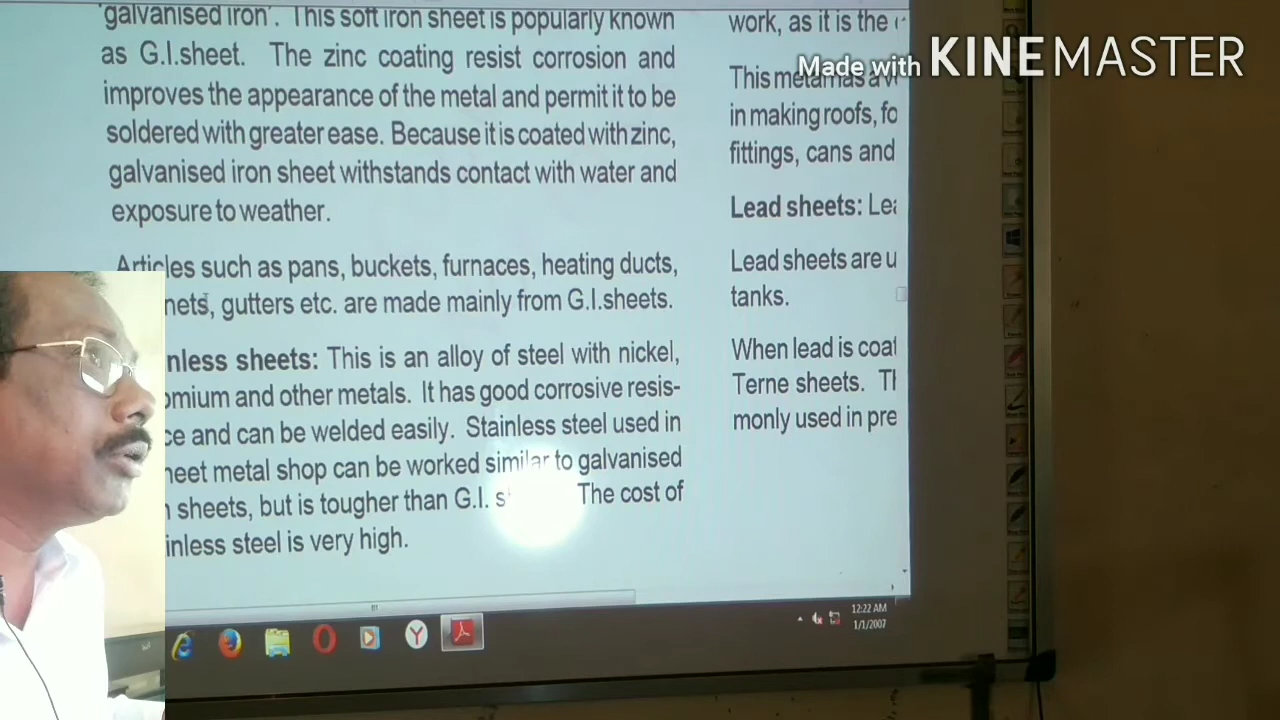 'galvanised iron'. This soft iron sheet is popularly known
as G.I.sheet. The zinc coating resist corrosion and
improves the appearance of the metal and permit it to be
soldered with greater ease. Because it is coated with zinc,
galvanised iron sheet withstands contact with water and
exposure to weather.
Articles such as pans, buckets, furnaces, heating ducts,
nets, gutters etc. are made mainly from G.I.sheets.
nless sheets: This is an alloy of steel with nickel,
omium and other metals. It has good corrosive resis-
ce and can be welded easily. Stainless steel used in
heet metal shop can be worked similar to galvanised
sheets, but is tougher than G.I. The cost of
inless steel is very high.
work, as it is the
This metal has a
in making roofs, fo
fittings, cans and
Lead sheets: Lea
Lead sheets are u
tanks.
When lead is coat
Terne sheets. Th
monly used in pre
Made with KINEMASTER
12:22 AM
1/1/2007